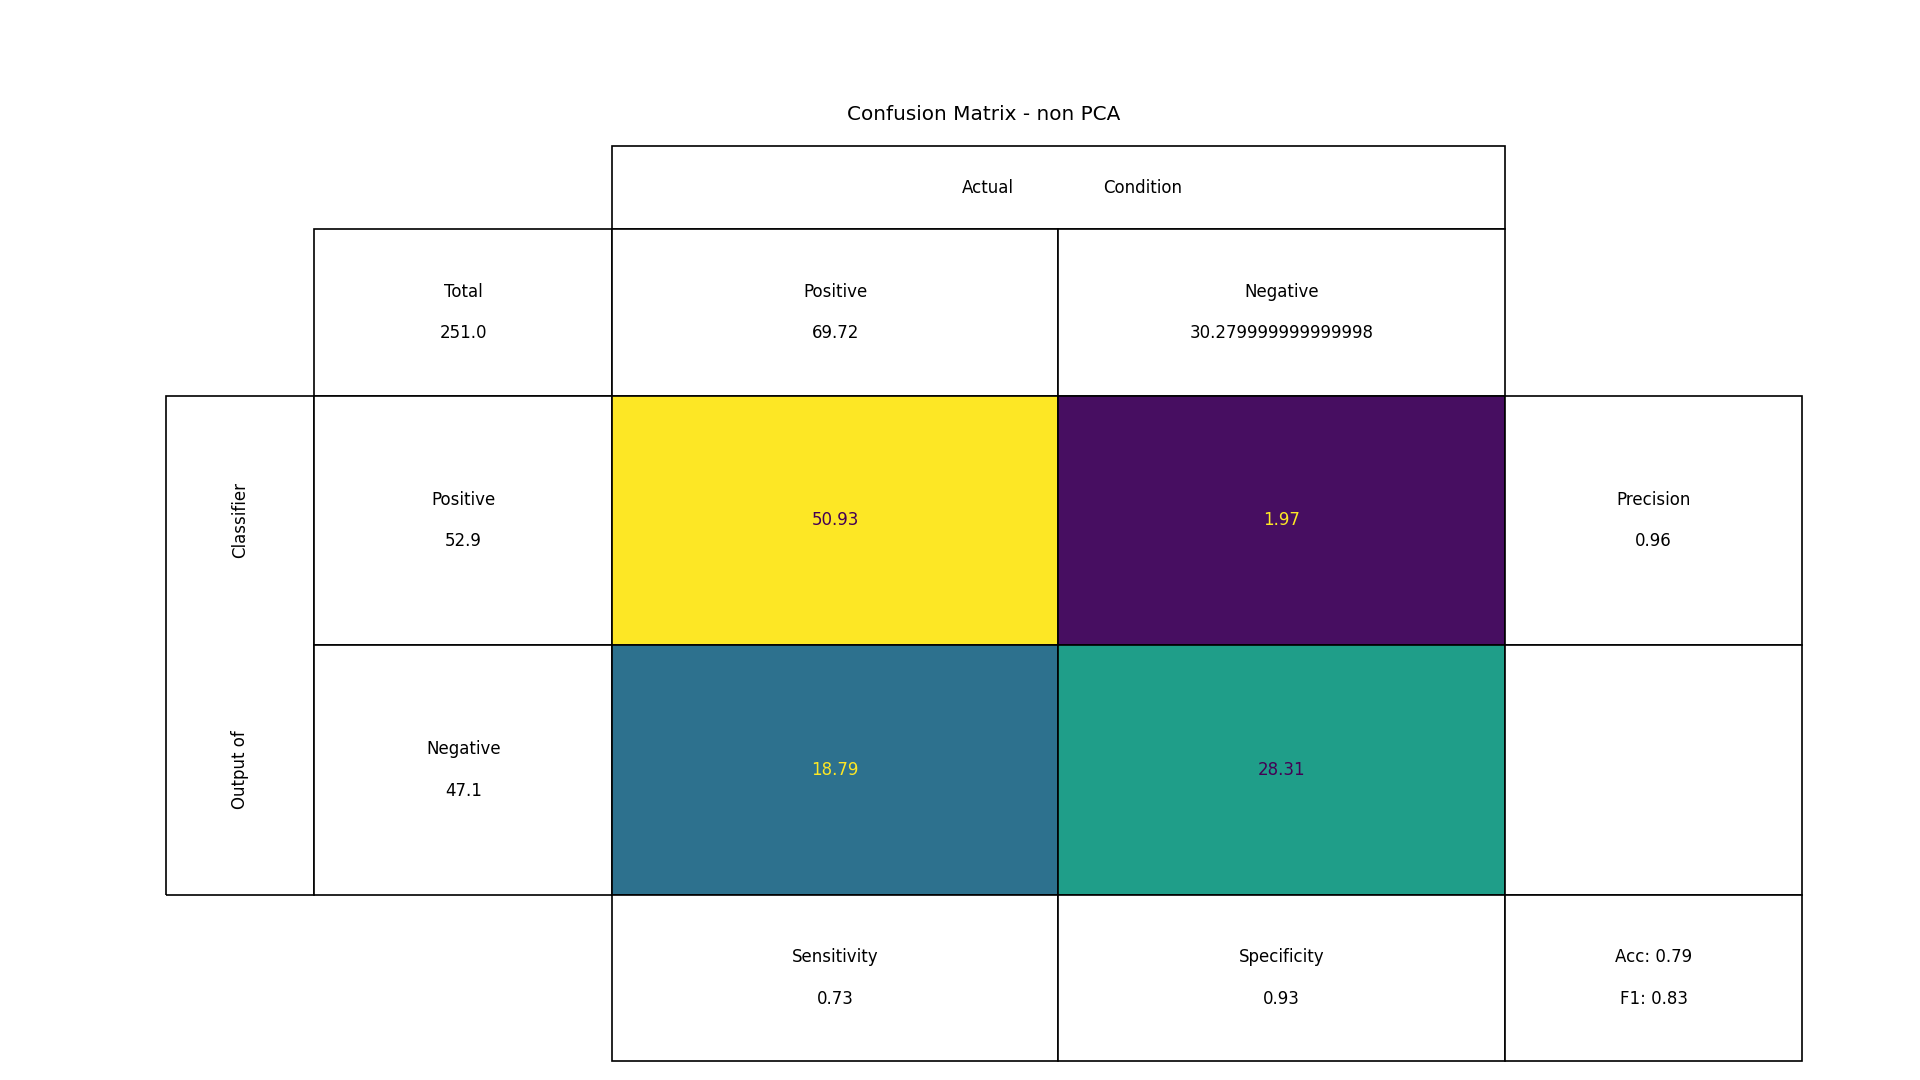 Confusion Matrix - non PCA
Actual Condition
Total
251.0
Positive
69.72
Negative
30.279999999999998
Classifier
Output of
Positive
52.9
50.93
1.97
Precision
0.96
Negative
47.1
18.79
28.31
Sensitivity
0.73
Specificity
0.93
Acc: 0.79
F1: 0.83